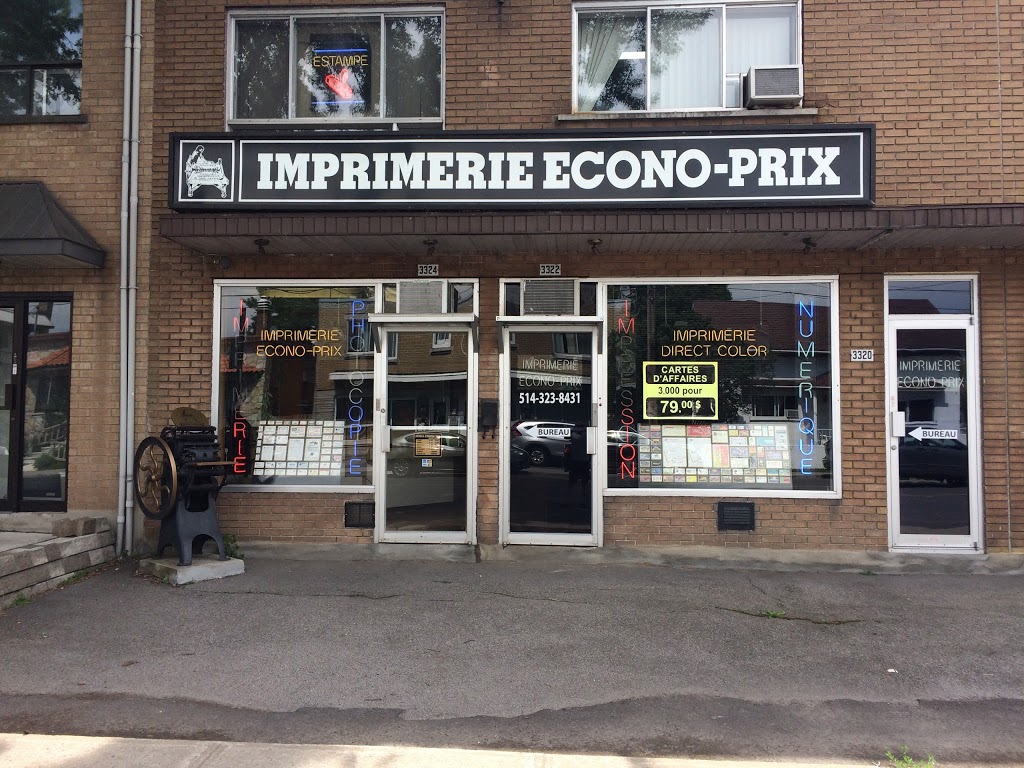 ESTAMPE
IMPRIMERIE ECONO-PRIX
3324
3322
3320
IMPRIMERIE
IMPRIMERIE
ECONO-PRIX
PHOTOCOPIE
IMPRIMERIE
ECONO-PRIX
514-323-8431
BUREAU
IMPRESSION
IMPRIMERIE
DIRECT COLOR
CARTES
D'AFFAIRES
3.000 pour
79.00 $
NUMERIQUE
IMPRIMERIE
ECONO-PRIX
BUREAU